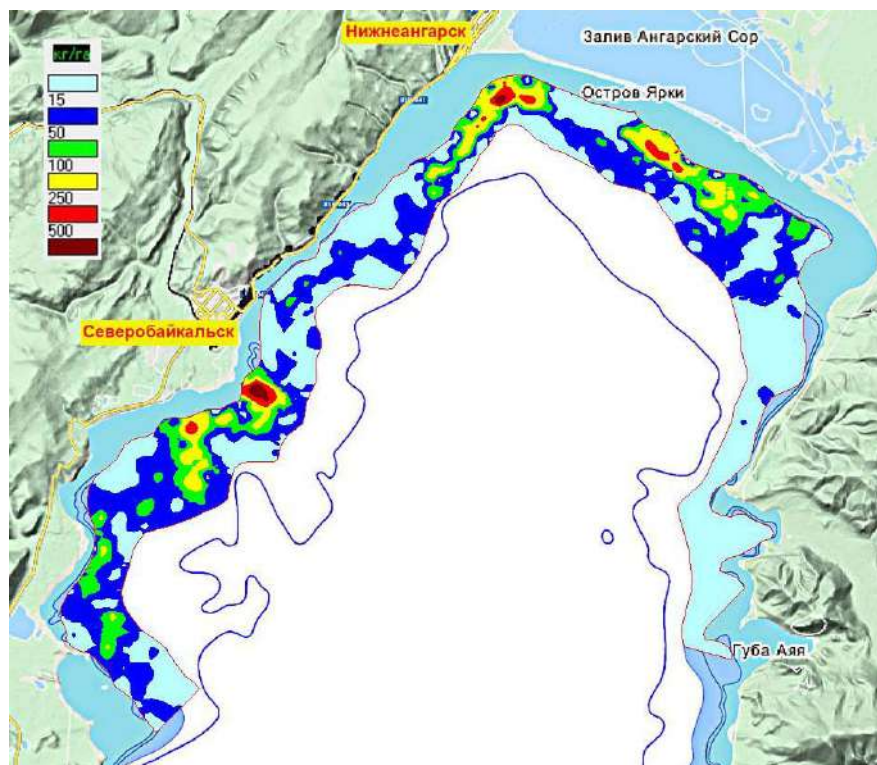 Нижнеангарск
Залив Ангарский Сор
кг/га
15
50
100
250
500
Остров Ярки
Северобайкальск
Губа Аяя